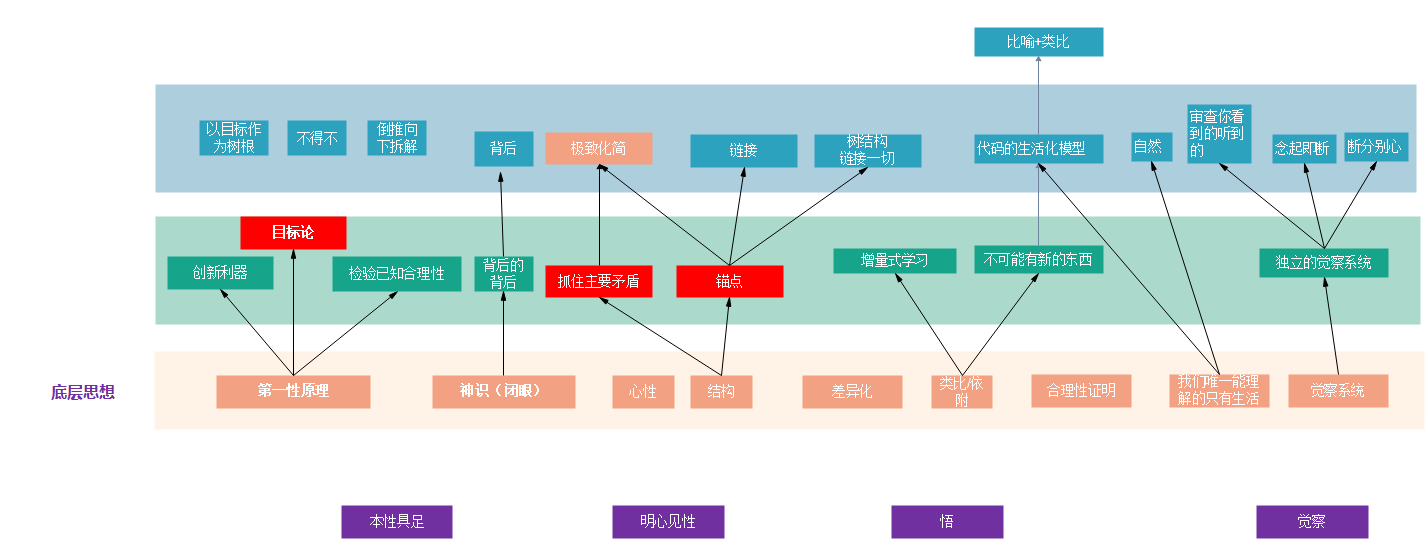 比喻+类比
以目标作
为树根
不得不
倒推向
下拆解
背后
极致化简
链接
树结构
链接一切
代码的生活化模型
自然
审查你看
到的听到
的
念起即断
断分别心
目标论
创新利器
检验已知合理性
背后的
背后
抓住主要矛盾
锚点
增量式学习
不可能有新的东西
独立的觉察系统
底层思想
第一性原理
神识（闭眼）
心性
结构
差异化
类比/依
附
合理性证明
我们唯一能理
解的只有生活
觉察系统
本性具足
明心见性
悟
觉察